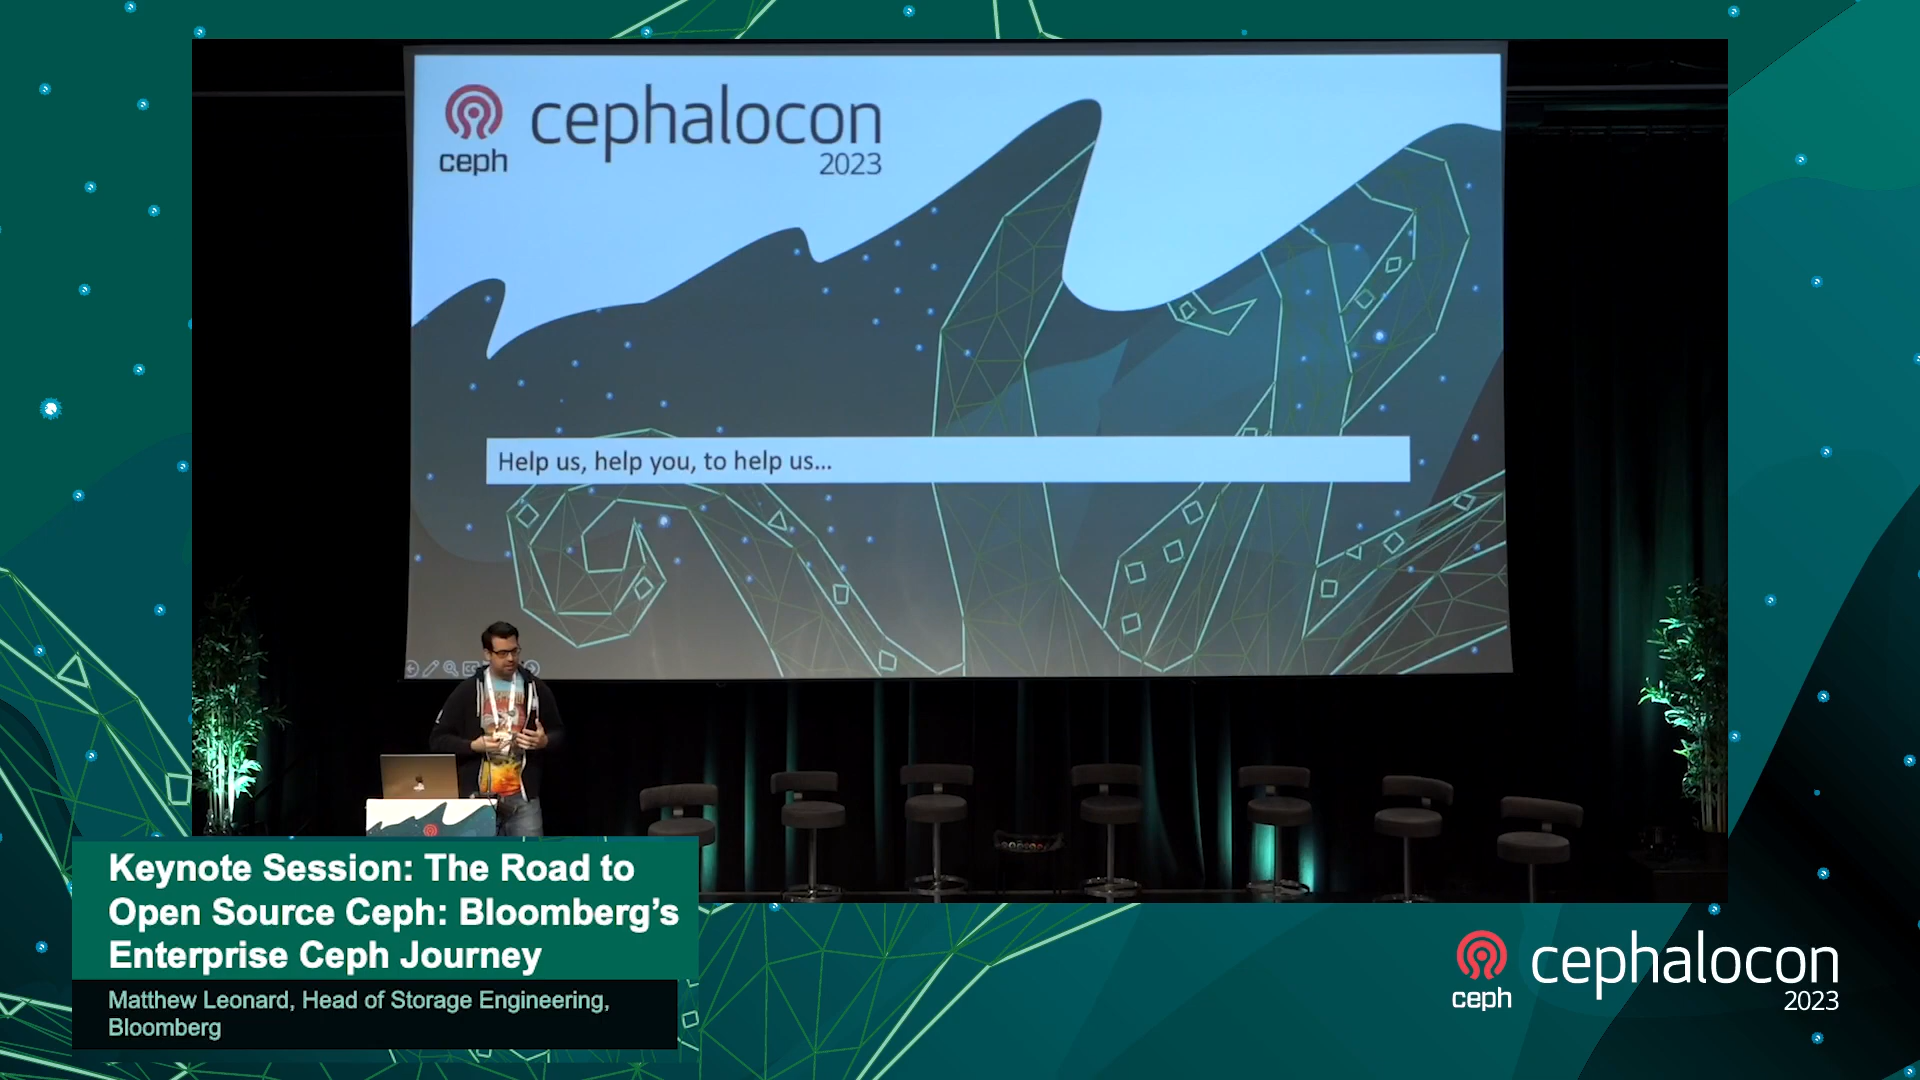 ceph
cephalocon
2023
Help us, help you, to help us...
Keynote Session: The Road to
Open Source Ceph: Bloomberg’s
Enterprise Ceph Journey
Matthew Leonard, Head of Storage Engineering,
Bloomberg
ceph
cephalocon
2023